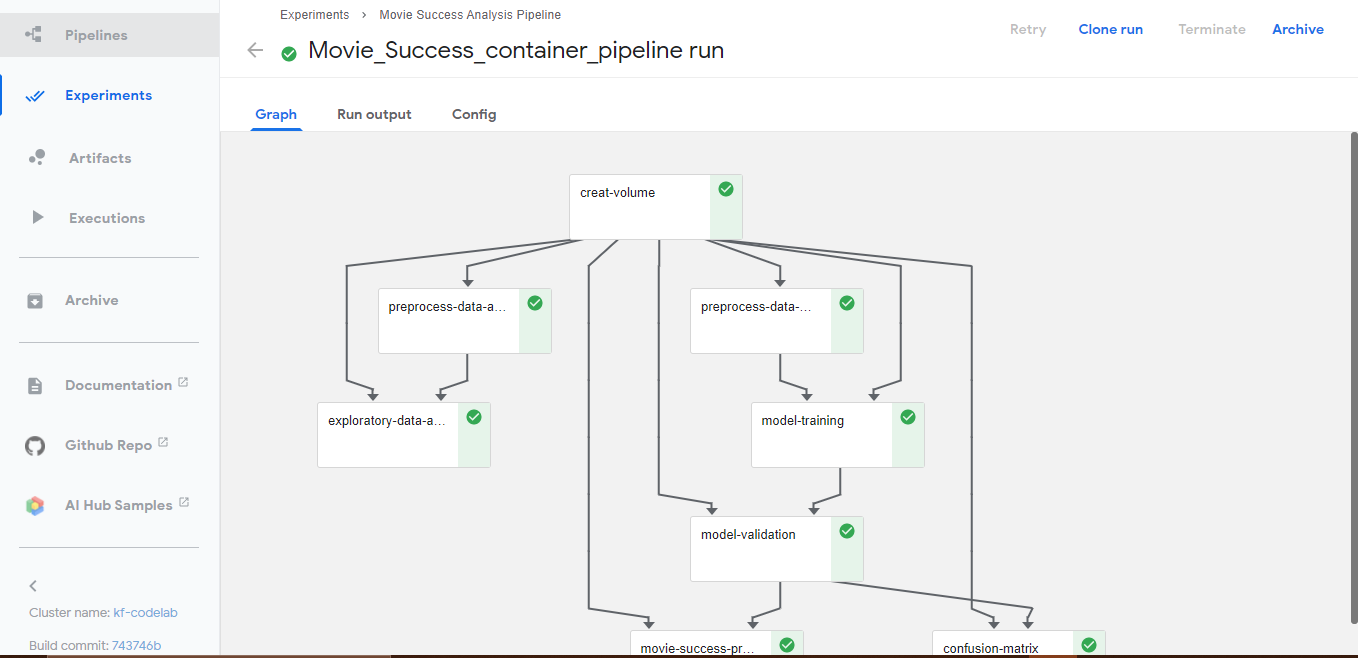 Pipelines
Experiments
Artifacts
Executions
Archive
Documentation
Github Repo
AI Hub Samples
Cluster name: kf-codelab
Build commit: 743746b
Experiments > Movie Success Analysis Pipeline
Movie_Success_container_pipeline run
Retry Clone run Terminate Archive
Graph Run output Config
creat-volume
preprocess-data-a... preprocess-data-...
exploratory-data-a... model-training
model-validation
movie-success-pr... confusion-matrix